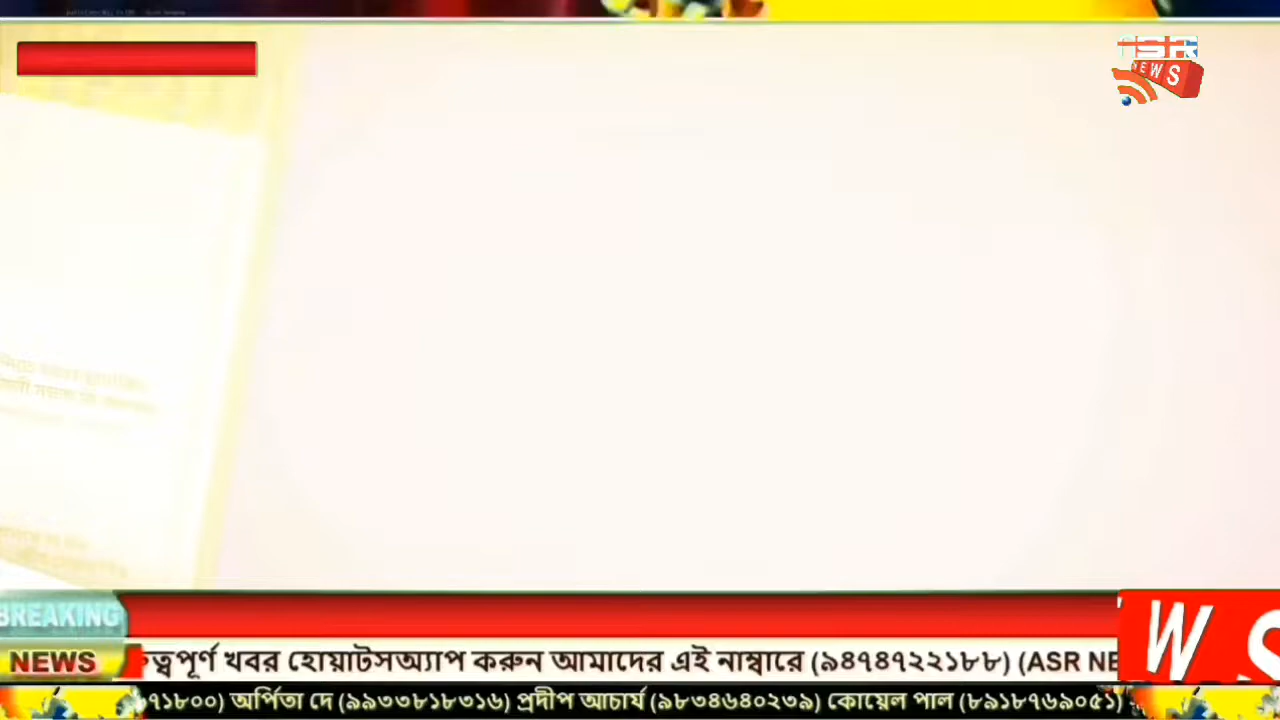 ASR
NEWS
BREAKING
NEWS
ত্বপূর্ণ খবর হোয়াটসঅ্যাপ করুন আমাদের এই নাম্বারে (৯৪৭৪৭২২১৮৮) (ASR NE
W S
৭১৮০০) অর্পিতা দে (৯৯৩৩৮১৮৩১৬) প্রদীপ আচার্য (৯৮৩৪৬৪০২৩৯) কোয়েল পাল (৮৯১৮৭৬৯০৫১)